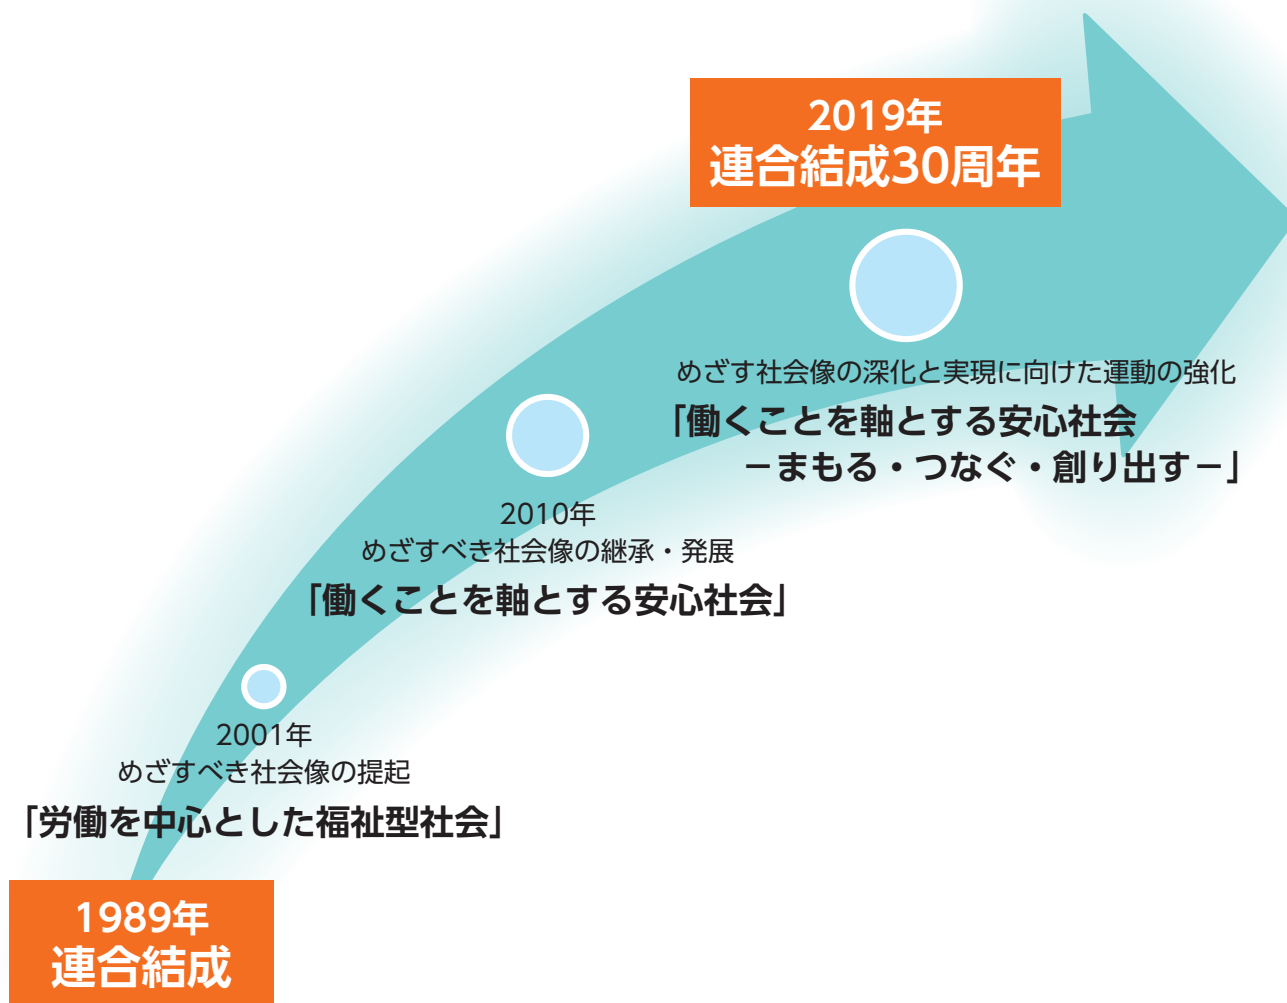 2019年
連合結成30周年
めざす社会像の深化と実現に向けた運動の強化
「働くことを軸とする安心社会
－まもる・つなぐ・創り出す－」
2010年
めざすべき社会像の継承・発展
「働くことを軸とする安心社会」
2001年
めざすべき社会像の提起
「労働を中心とした福祉型社会」
1989年
連合結成